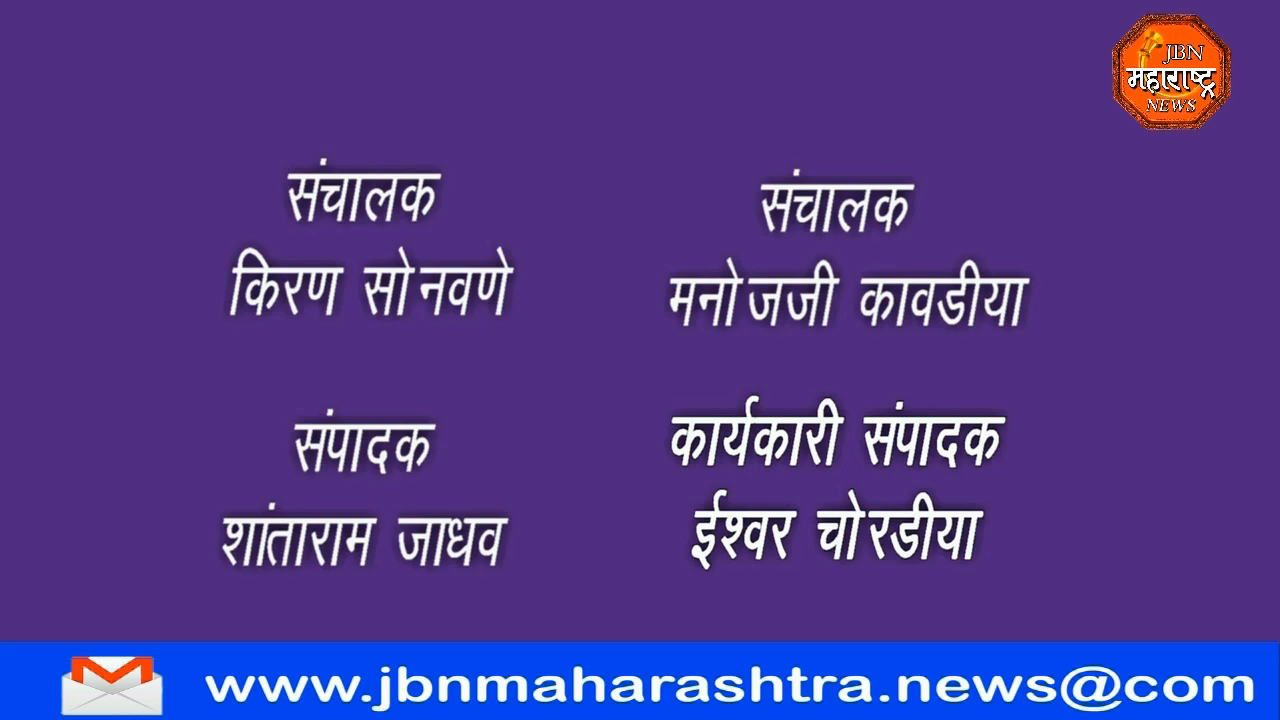 JBN
महाराष्ट्र
NEWS
संचालक
किरण सोनवणे
संचालक
मनोजजी कावडीया
संपादक
शांताराम जाधव
कार्यकारी संपादक
ईश्वर चोरडीया
www.jbnmaharashtra.news@com